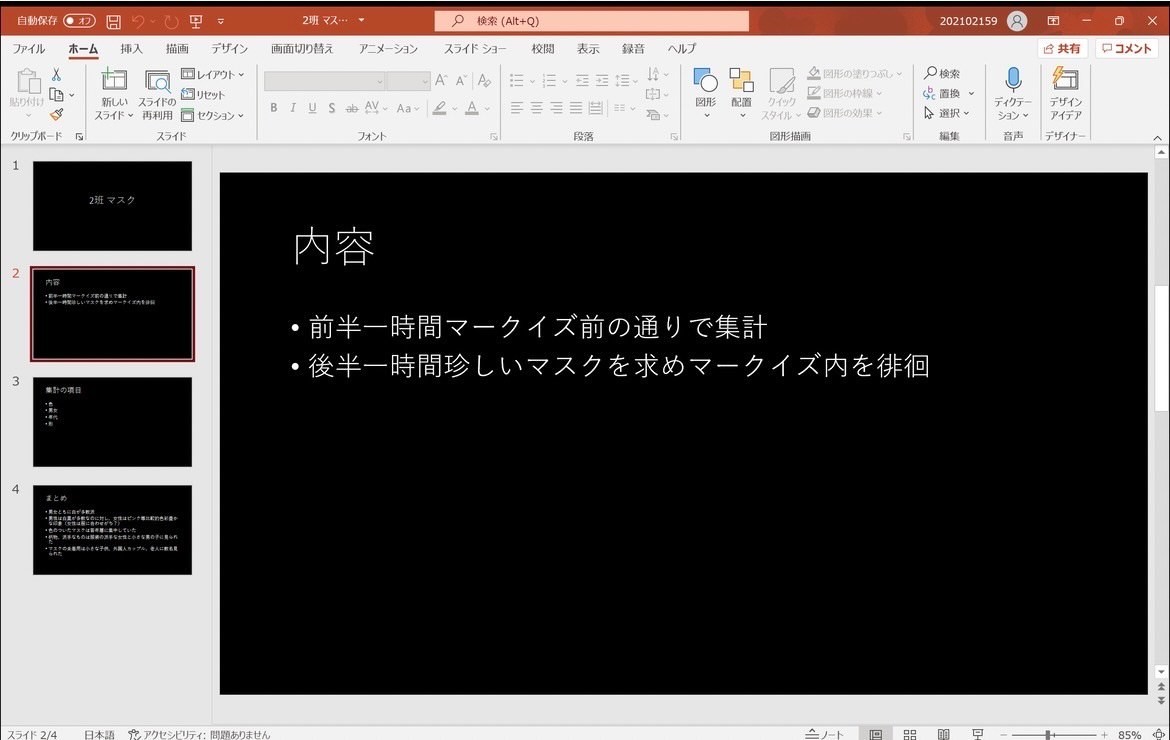 自動保存 オフ 2班 マス… 検索 (Alt+Q) 202102159
ファイル ホーム 挿入 描画 デザイン 画面切り替え アニメーション スライド ショー 校閲 表示 録音 ヘルプ 共有 コメント
貼り付け
新しい
スライド
スライドの
再利用
レイアウト
リセット
セクション
B I U S ab AV Aa A
図形
配置
クイック
スタイル
図形の塗りつぶし
図形の枠線
図形の効果
検索
置換
選択
ディクテー
ション
デザイン
アイデア
クリップボード スライド フォント 段落 図形描画 編集 音声 デザイナー
1
2班 マスク
2
内容
• 前半一時間マークイズ前の通りで集計
• 後半一時間珍しいマスクを求めマークイズ内を徘徊
3
集計の項目
• 色
• 男女
• 年代
• 形
4
まとめ
• 男女ともに白が多数派
内容
• 前半一時間マークイズ前の通りで集計
• 後半一時間珍しいマスクを求めマークイズ内を徘徊
スライド 2/4 日本語 アクセシビリティ: 問題ありません ノート 85%